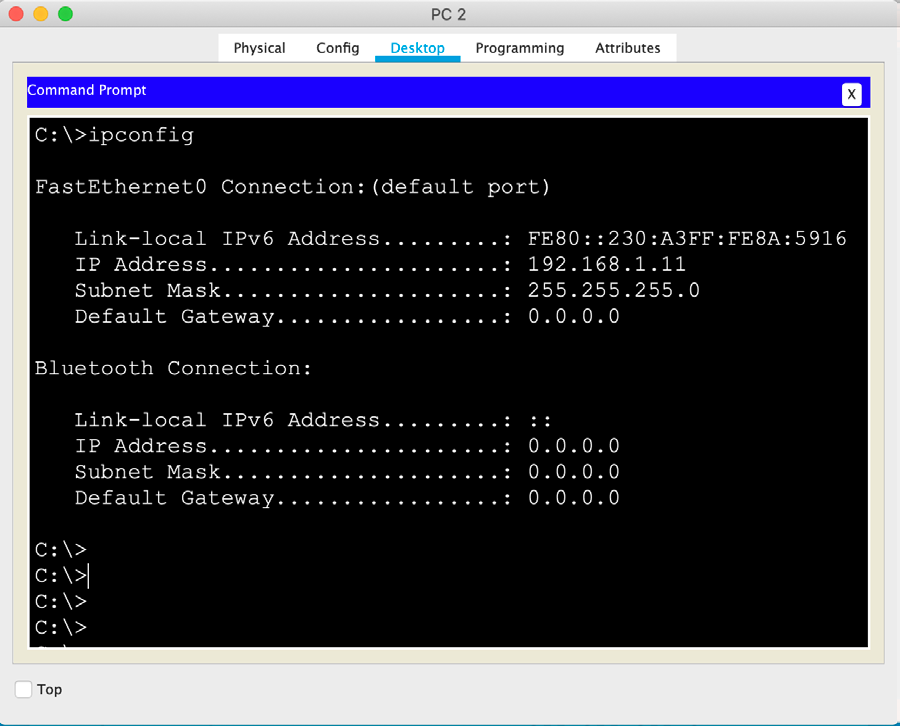 PC 2
Physical Config Desktop Programming Attributes
Command Prompt
X
C:\>ipconfig
FastEthernet0 Connection:(default port)
Link-local IPv6 Address.........: FE80::230:A3FF:FE8A:5916
IP Address......................: 192.168.1.11
Subnet Mask.....................: 255.255.255.0
Default Gateway.................: 0.0.0.0
Bluetooth Connection:
Link-local IPv6 Address.........: ::
IP Address......................: 0.0.0.0
Subnet Mask.....................: 0.0.0.0
Default Gateway.................: 0.0.0.0
C:\>
C:\>
C:\>
C:\>
Top